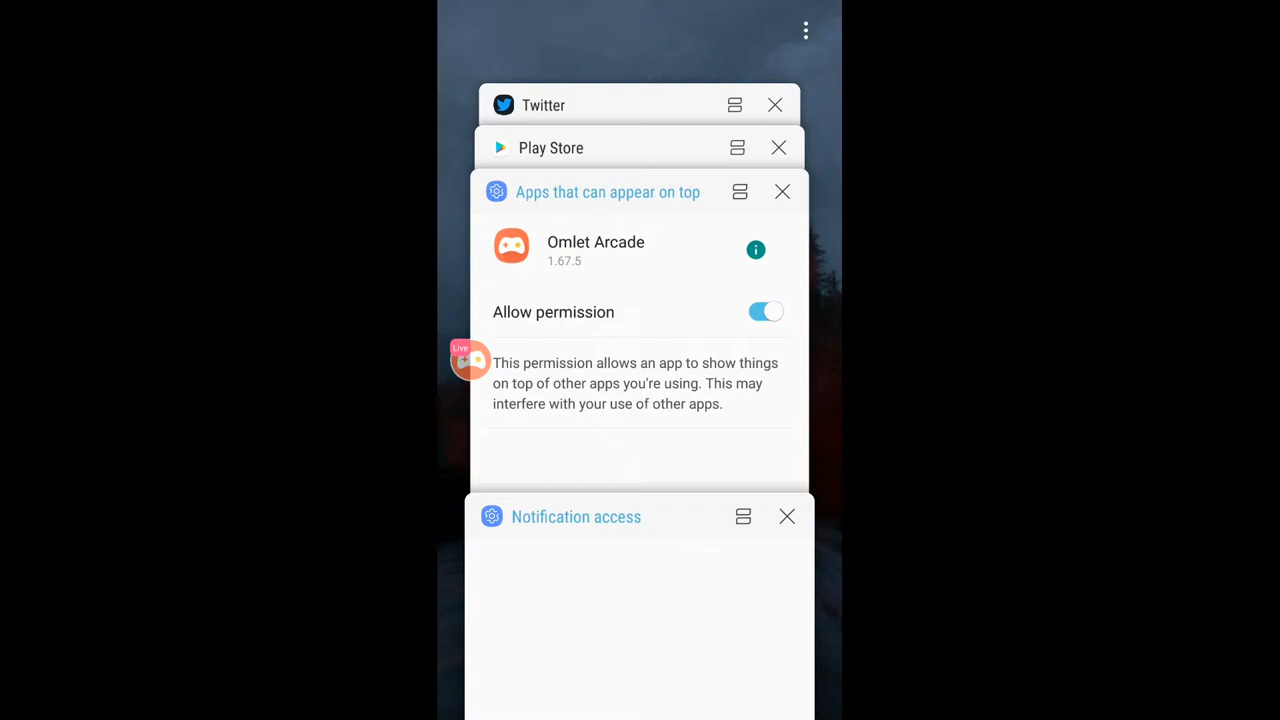 Twitter
Play Store
Apps that can appear on top
Omlet Arcade
1.67.5
Allow permission
Live
This permission allows an app to show things
on top of other apps you're using. This may
interfere with your use of other apps.
Notification access